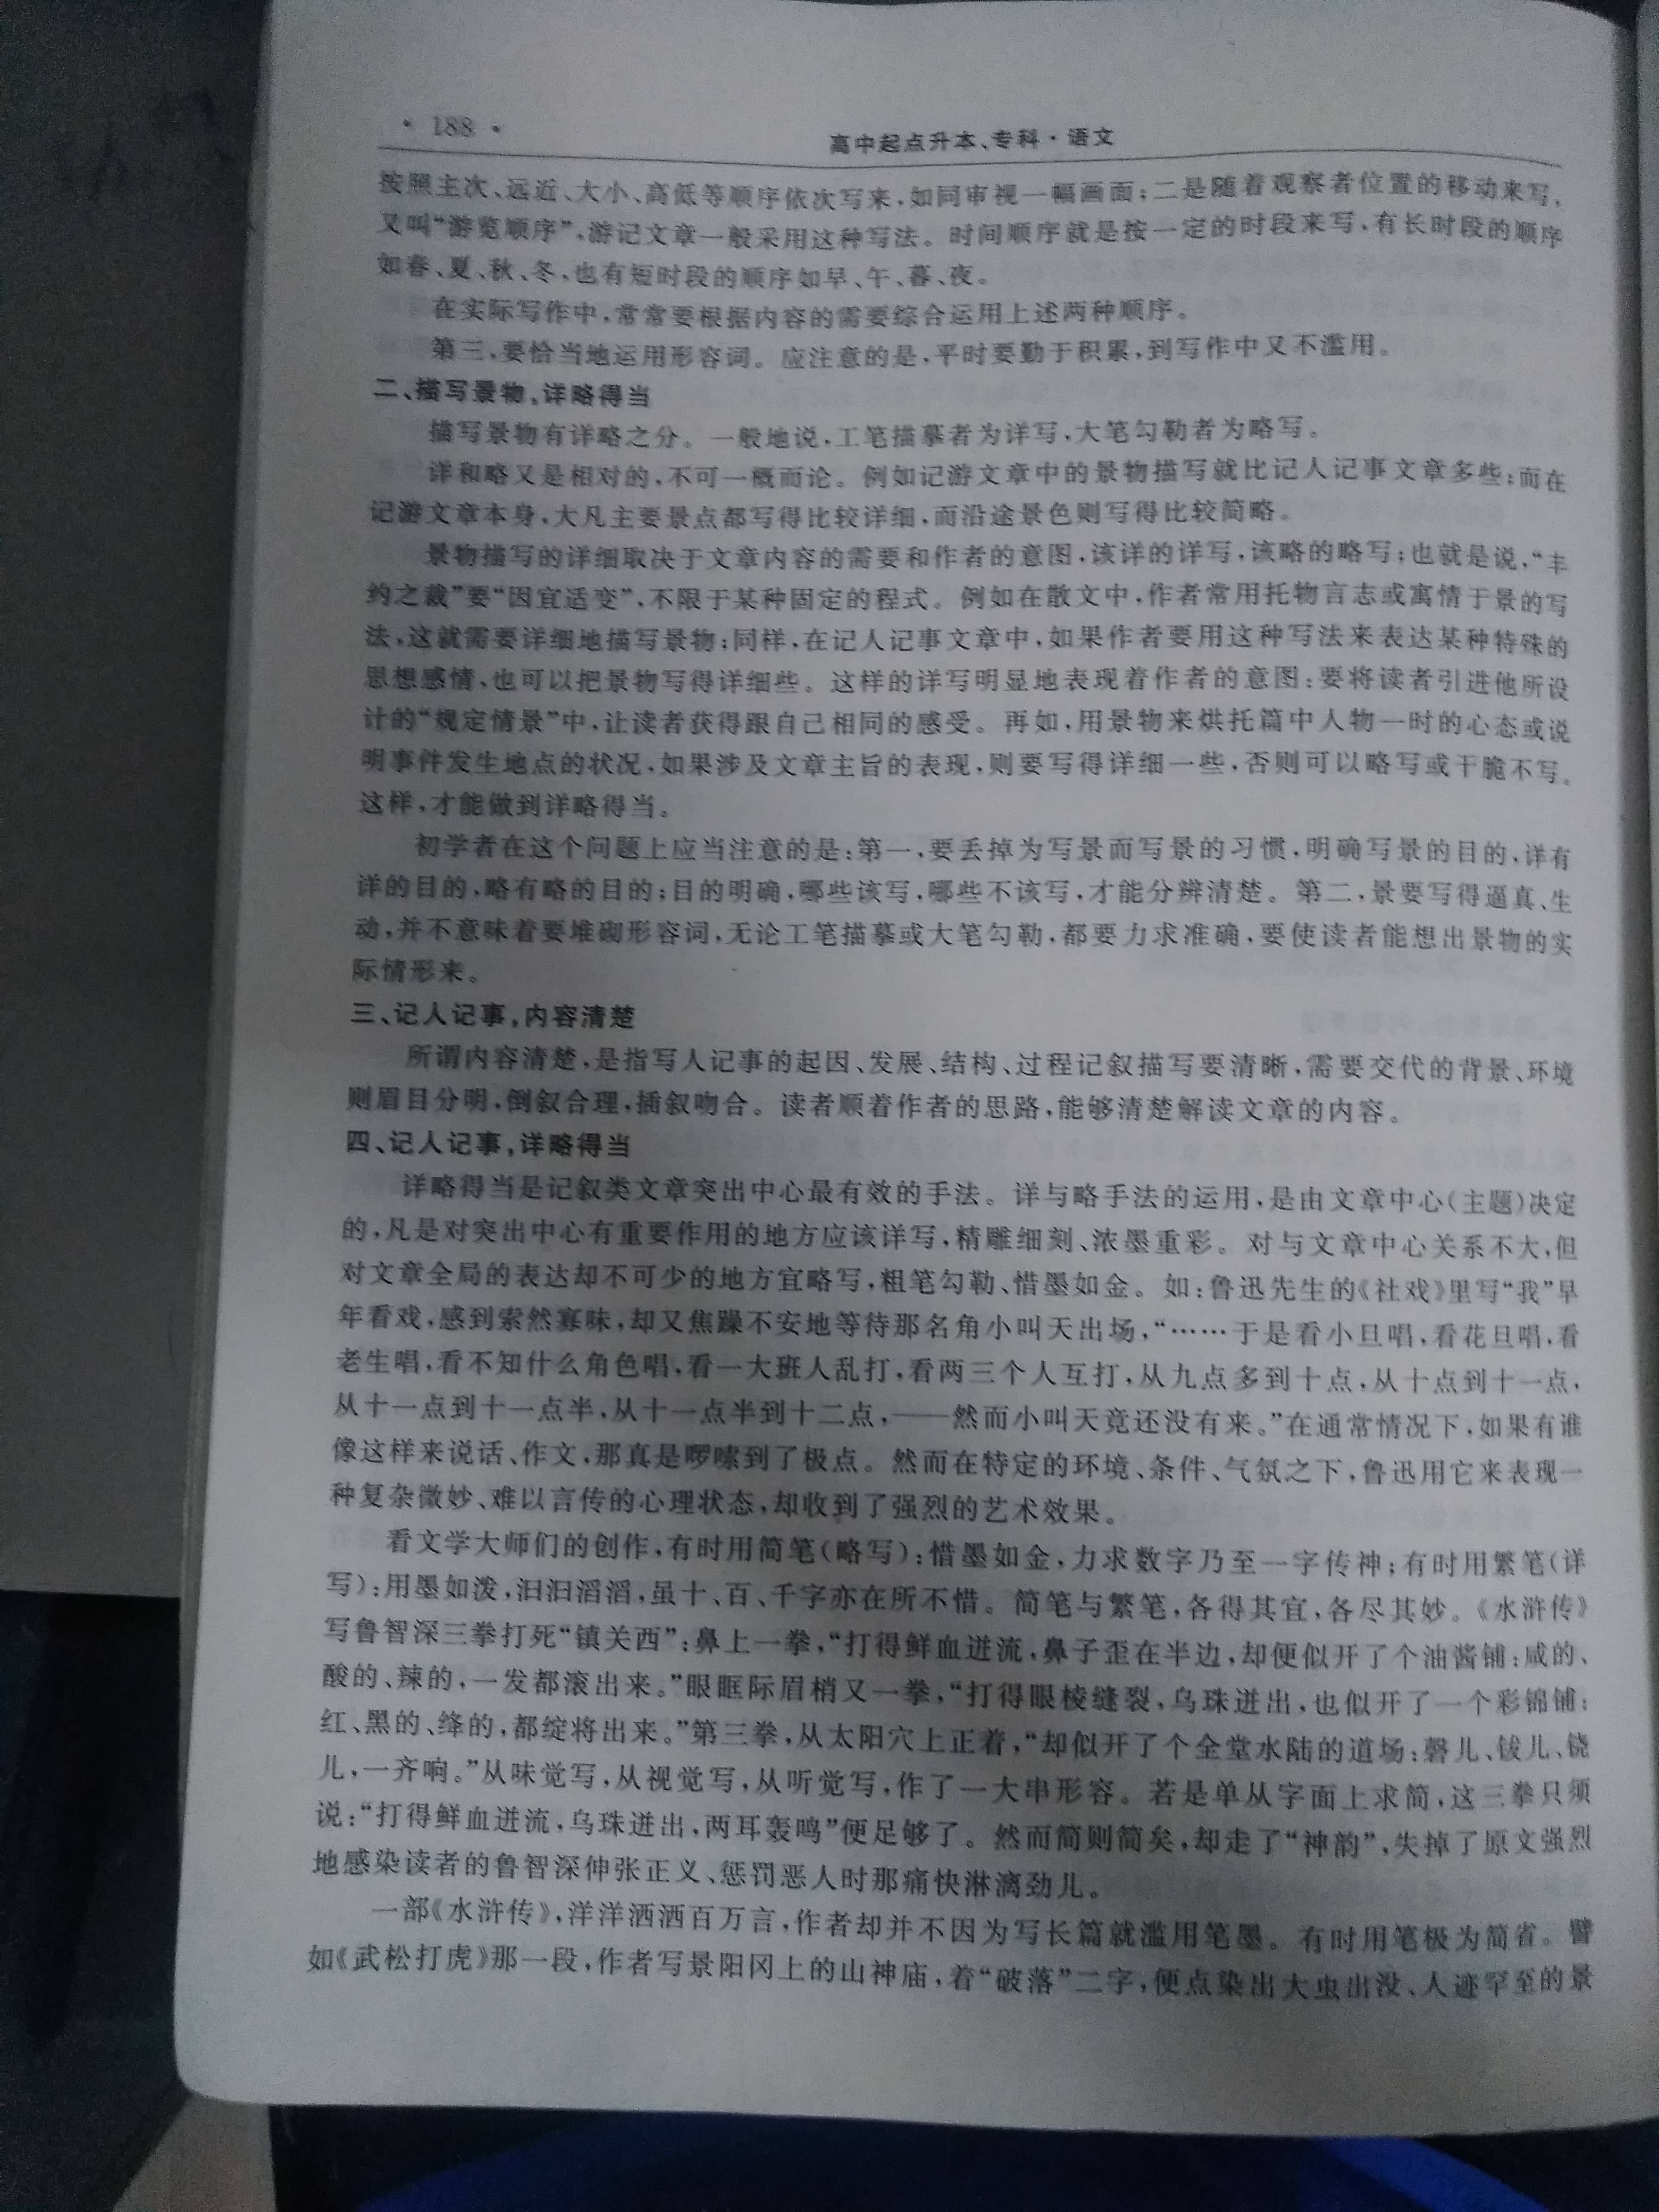 · 188 ·
高中起点升本、专科·语文
按照主次、远近、大小、高低等顺序依次写来,如同审视一幅画面;二是随着观察者位置的移动来写,
又叫“游览顺序”,游记文章一般采用这种写法。时间顺序就是按一定的时段来写,有长时段的顺序
如春、夏、秋、冬,也有短时段的顺序如早、午、暮、夜。
在实际写作中,常常要根据内容的需要综合运用上述两种顺序。
第三,要恰当地运用形容词。应注意的是,平时要勤于积累,到写作中又不滥用。
二、描写景物,详略得当
描写景物有详略之分。一般地说,工笔描摹者为详写,大笔勾勒者为略写。
详和略又是相对的,不可一概而论。例如记游文章中的景物描写就比记人记事文章多些;而在
记游文章本身,大凡主要景点都写得比较详细,而沿途景色则写得比较简略。
景物描写的详细取决于文章内容的需要和作者的意图,该详的详写,该略的略写;也就是说,“丰
约之裁”要“因宜适变”,不限于某种固定的程式。例如在散文中,作者常用托物言志或寓情于景的写
法,这就需要详细地描写景物;同样,在记人记事文章中,如果作者要用这种写法来表达某种特殊的
思想感情,也可以把景物写得详细些。这样的详写明显地表现着作者的意图:要将读者引进他所设
计的“规定情景”中,让读者获得跟自己相同的感受。再如,用景物来烘托篇中人物一时的心态或说
明事件发生地点的状况,如果涉及文章主旨的表现,则要写得详细一些,否则可以略写或干脆不写。
这样,才能做到详略得当。
初学者在这个问题上应当注意的是:第一,要丢掉为写景而写景的习惯,明确写景的目的,详有
详的目的,略有略的目的;目的明确,哪些该写,哪些不该写,才能分辨清楚。第二,景要写得逼真、生
动,并不意味着要堆砌形容词,无论工笔描摹或大笔勾勒,都要力求准确,要使读者能想出景物的实
际情形来。
三、记人记事,内容清楚
所谓内容清楚,是指写人记事的起因、发展、结构、过程记叙描写要清晰,需要交代的背景、环境
则眉目分明,倒叙合理,插叙吻合。读者顺着作者的思路,能够清楚解读文章的内容。
四、记人记事,详略得当
详略得当是记叙类文章突出中心最有效的手法。详与略手法的运用,是由文章中心(主题)决定
的,凡是对突出中心有重要作用的地方应该详写,精雕细刻、浓墨重彩。对与文章中心关系不大,但
对文章全局的表达却不可少的地方宜略写,粗笔勾勒、惜墨如金。如:鲁迅先生的《社戏》里写“我”早
年看戏,感到索然寡味,却又焦躁不安地等待那名角小叫天出场,“……于是看小旦唱,看花旦唱,看
老生唱,看不知什么角色唱,看一大班人乱打,看两三个人互打,从九点多到十点,从十点到十一点,
从十一点到十一点半,从十一点半到十二点,——然而小叫天竟还没有来。”在通常情况下,如果有谁
像这样来说话、作文,那真是啰嗦到了极点。然而在特定的环境、条件、气氛之下,鲁迅用它来表现一
种复杂微妙、难以言传的心理状态,却收到了强烈的艺术效果。
看文学大师们的创作,有时用简笔(略写):惜墨如金,力求数字乃至一字传神;有时用繁笔(详
写):用墨如泼,汩汩滔滔,虽十、百、千字亦在所不惜。简笔与繁笔,各得其宜,各尽其妙。《水浒传》
写鲁智深三拳打死“镇关西”:鼻上一拳,“打得鲜血迸流,鼻子歪在半边,却便似开了个油酱铺:咸的、
酸的、辣的,一发都滚出来。”眼眶际眉梢又一拳,“打得眼棱缝裂,乌珠迸出,也似开了一个彩锦铺:
红、黑的、绛的,都绽将出来。”第三拳,从太阳穴上正着,“却似开了个全堂水陆的道场:磬儿、钹儿、铙
儿,一齐响。”从味觉写,从视觉写,从听觉写,作了一大串形容。若是单从字面上求简,这三拳只须
说:“打得鲜血迸流,乌珠迸出,两耳轰鸣”便足够了。然而简则简矣,却走了“神韵”,失掉了原文强烈
地感染读者的鲁智深伸张正义、惩罚恶人时那痛快淋漓劲儿。
一部《水浒传》,洋洋洒洒百万言,作者却并不因为写长篇就滥用笔墨。有时用笔极为简省。譬
如《武松打虎》那一段,作者写景阳冈上的山神庙,着“破落”二字,便点染出大虫出没、人迹罕至的景